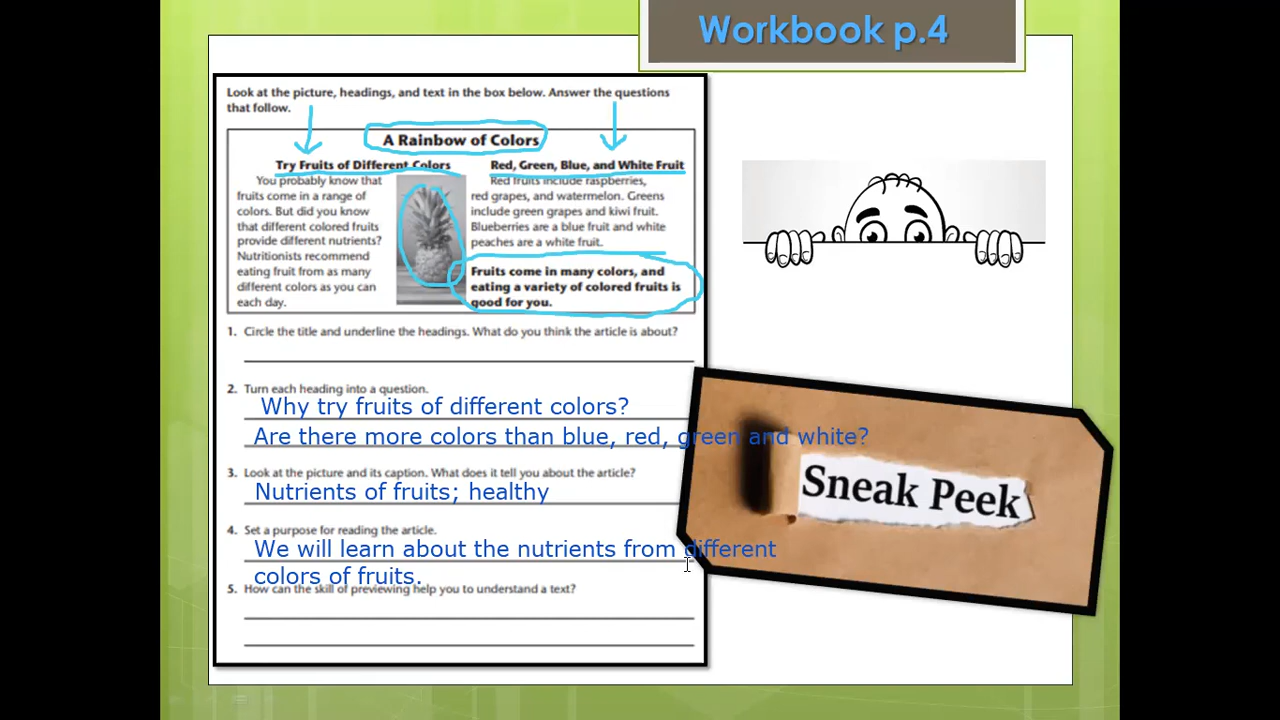 Workbook p.4
Look at the picture, headings, and text in the box below. Answer the questions
that follow.
A Rainbow of Colors
Try Fruits of Different Colors
You probably know that
fruits come in a range of
colors. But did you know
that different colored fruits
provide different nutrients?
Nutritionists recommend
eating fruit from as many
different colors as you can
each day.
Red, Green, Blue, and White Fruit
Red fruits include raspberries,
red grapes, and watermelon. Greens
include green grapes and kiwi fruit.
Blueberries are a blue fruit and white
peaches are a white fruit.
Fruits come in many colors, and
eating a variety of colored fruits is
good for you.
1. Circle the title and underline the headings. What do you think the article is about?
2. Turn each heading into a question.
Why try fruits of different colors?
Are there more colors than blue, red, green and white?
3. Look at the picture and its caption. What does it tell you about the article?
Nutrients of fruits; healthy
4. Set a purpose for reading the article.
We will learn about the nutrients from different
colors of fruits.
5. How can the skill of previewing help you to understand a text?
Sneak Peek